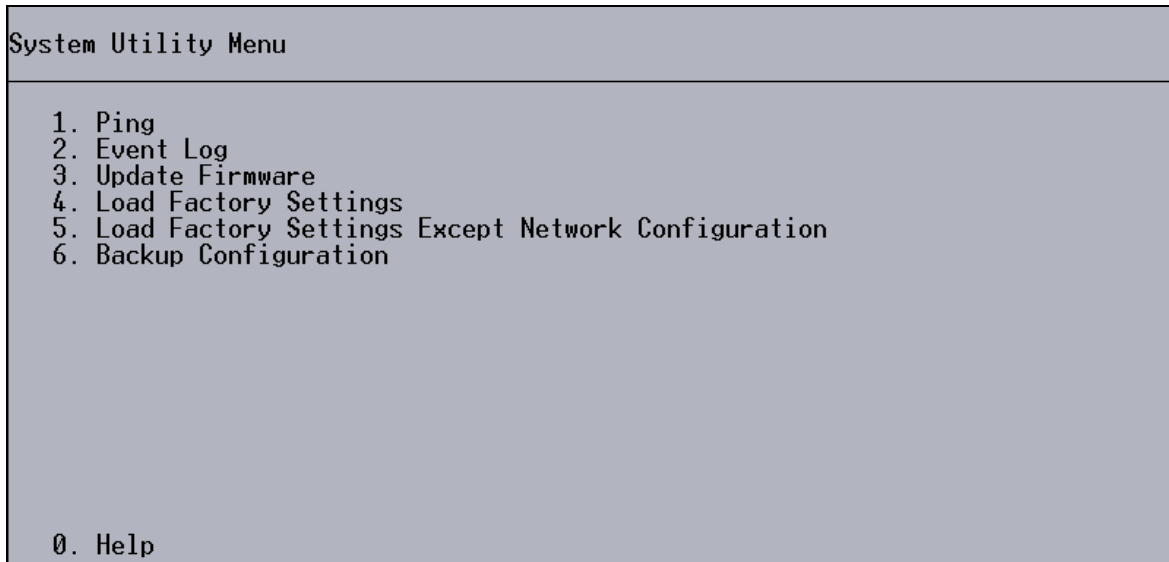 System Utility Menu
1. Ping
2. Event Log
3. Update Firmware
4. Load Factory Settings
5. Load Factory Settings Except Network Configuration
6. Backup Configuration
0. Help